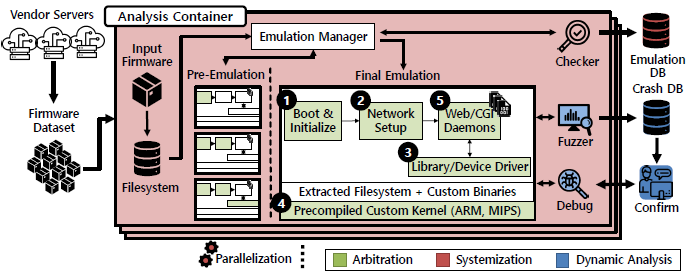 Vendor Servers
Analysis Container
Input
Firmware
Emulation Manager
Checker
Emulation
DB
Crash DB
Pre-Emulation
Final Emulation
Firmware
Dataset
Filesystem
1
Boot &
Initialize
2
Network
Setup
5
Web/CGI
Daemons
3
Library/Device Driver
Extracted Filesystem + Custom Binaries
4
Precompiled Custom Kernel (ARM, MIPS)
Fuzzer
Debug
Confirm
Parallelization
Arbitration
Systemization
Dynamic Analysis